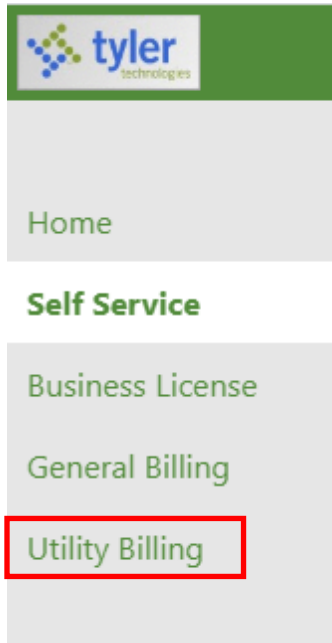 tyler
technologies
Home
Self Service
Business License
General Billing
Utility Billing